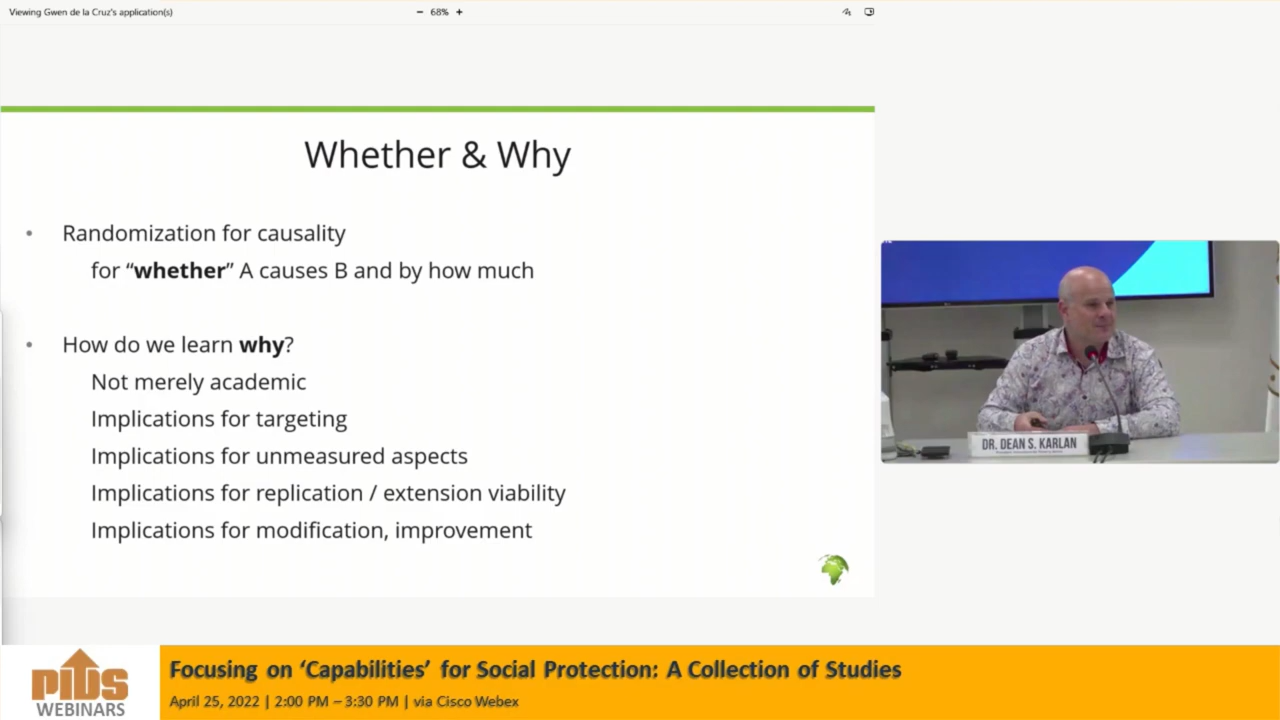 Viewing Gwen de la Cruz's application(s)
− 68% +
Whether & Why
• Randomization for causality
for “whether” A causes B and by how much
• How do we learn why?
Not merely academic
Implications for targeting
Implications for unmeasured aspects
Implications for replication / extension viability
Implications for modification, improvement
DR. DEAN S. KARLAN
PIDS
WEBINARS
Focusing on ‘Capabilities’ for Social Protection: A Collection of Studies
April 25, 2022 | 2:00 PM – 3:30 PM | via Cisco Webex